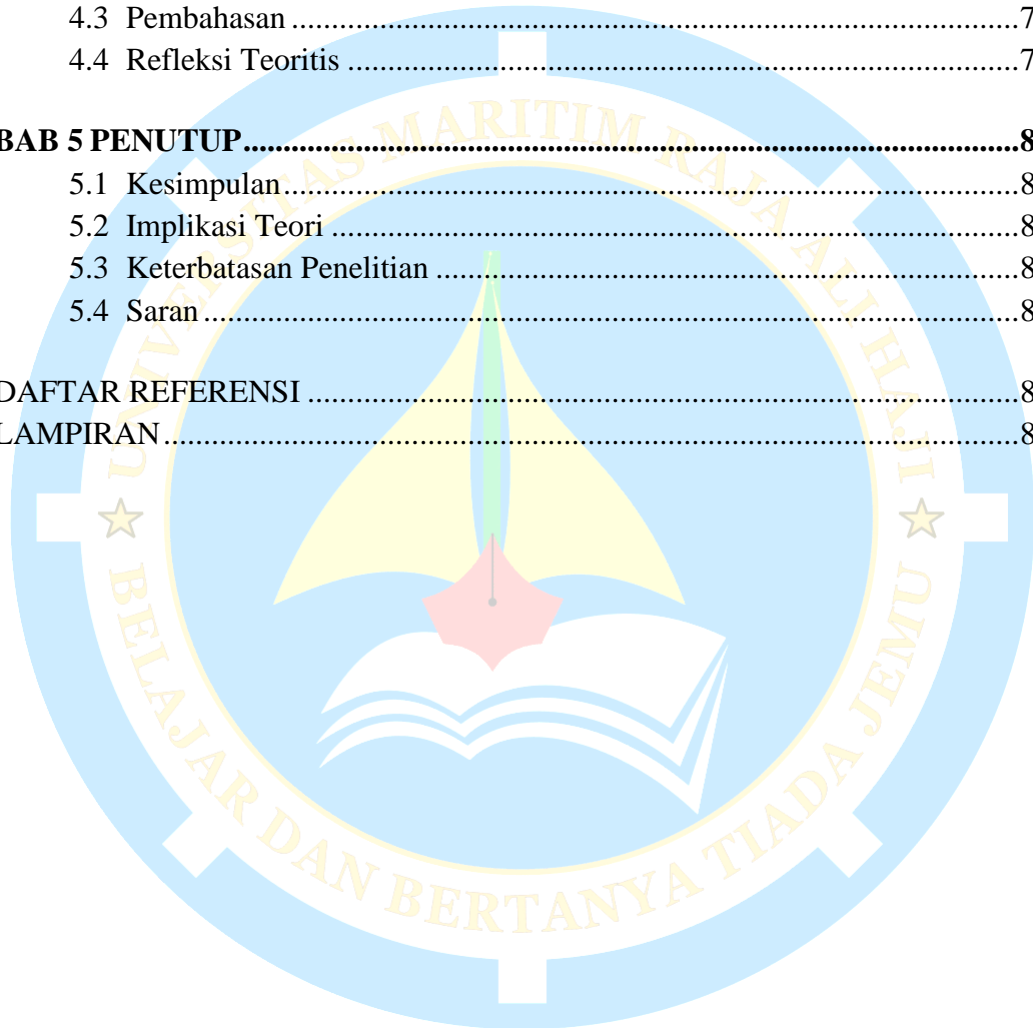 4.3 Pembahasan ........................................................................................... 7
4.4 Refleksi Teoritis .................................................................................... 7
BAB 5 PENUTUP .................................................................................................. 8
5.1 Kesimpulan ............................................................................................ 8
5.2 Implikasi Teori ...................................................................................... 8
5.3 Keterbatasan Penelitian ......................................................................... 8
5.4 Saran ...................................................................................................... 8
DAFTAR REFERENSI .......................................................................................... 8
LAMPIRAN ............................................................................................................ 8
UNIVERSITAS MARITIM RAJA ALI HAJI
BELAJAR DAN BERTANYA TIADA JEMU